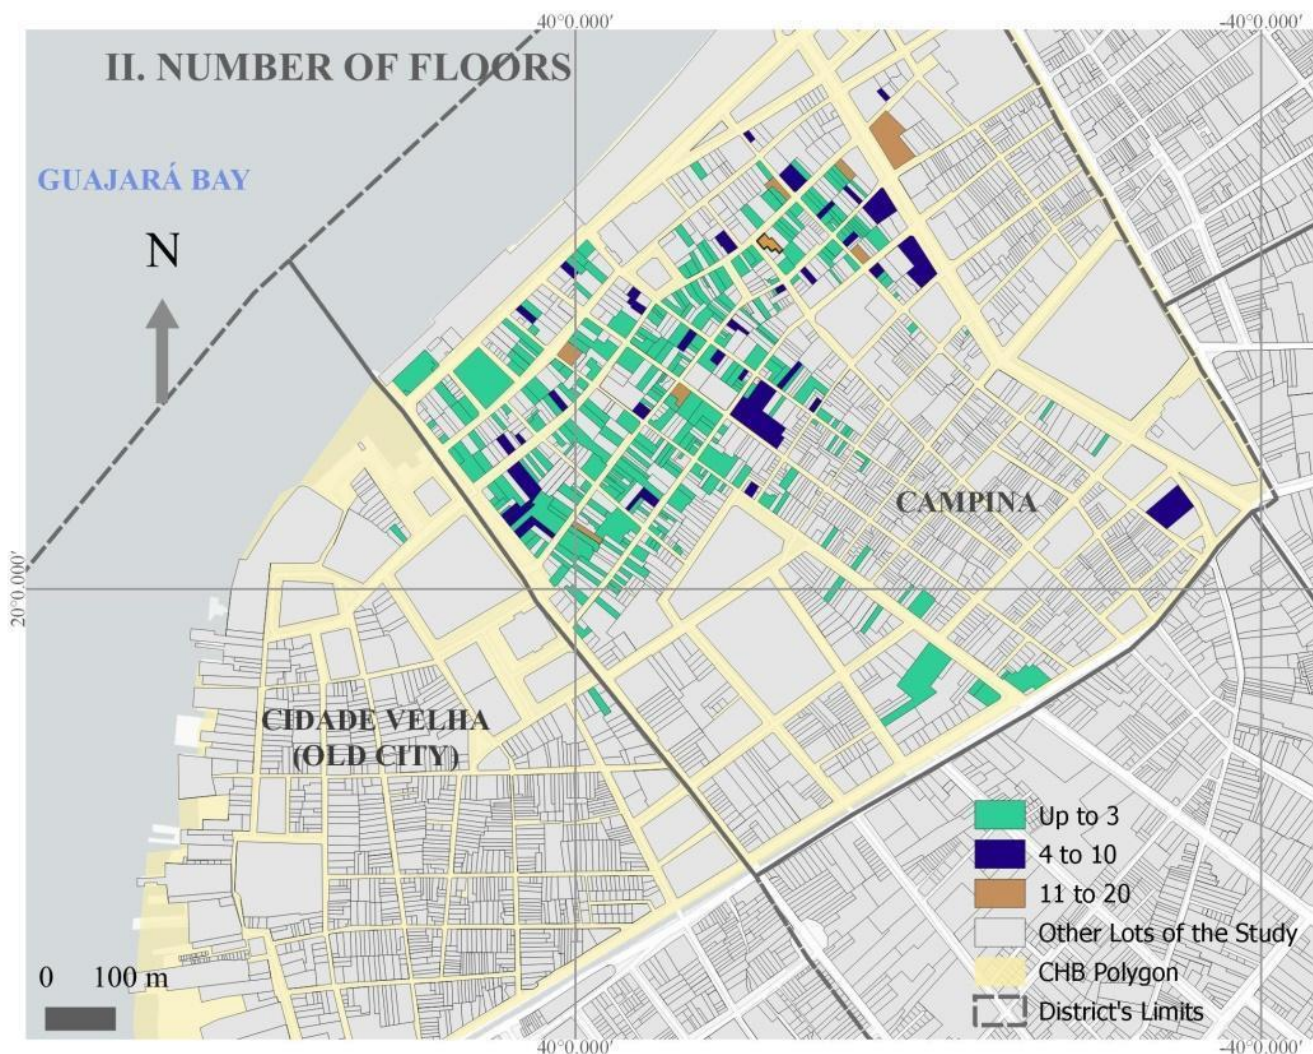 40°0.000′
-40°0.000′
II. NUMBER OF FLOORS
GUAJARÁ BAY
N
CAMPINA
20°0.000′
CIDADE VELHA
(OLD CITY)
Up to 3
4 to 10
11 to 20
Other Lots of the Study
CHB Polygon
District's Limits
0 100 m
40°0.000′
-40°0.000′